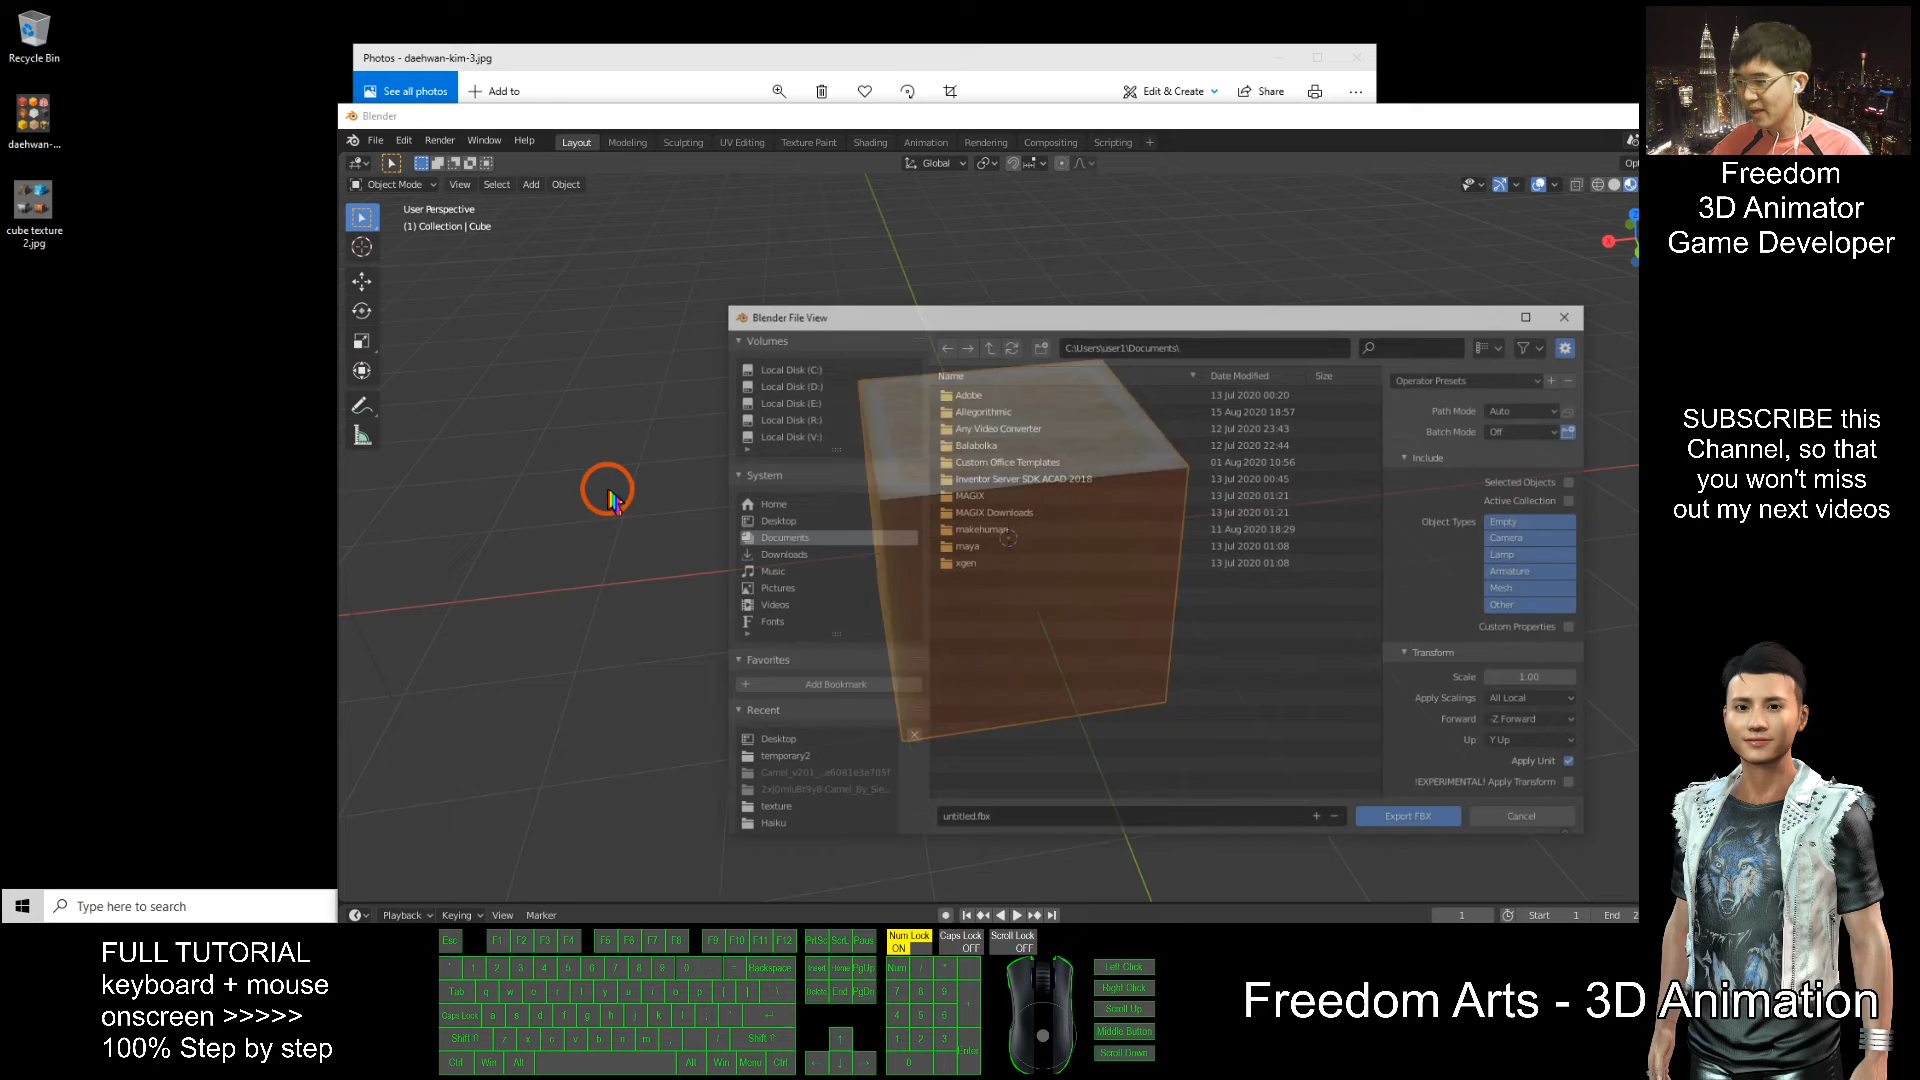 Recycle Bin
daehwan-...
cube texture
2.jpg
Photos - daehwan-kim-3.jpg
See all photos
Add to
Edit & Create
Share
Blender
File Edit Render Window Help
Layout Modeling Sculpting UV Editing Texture Paint Shading Animation Rendering Compositing Scripting
Global
Object Mode View Select Add Object
User Perspective
(1) Collection | Cube
Blender File View
Volumes
Local Disk (C:)
Local Disk (D:)
Local Disk (E:)
Local Disk (R:)
Local Disk (V:)
System
Home
Desktop
Documents
Downloads
Music
Pictures
Videos
Fonts
Favorites
Add Bookmark
Recent
Desktop
temporary2
Camel_v201_...e6081e3e705f
texture
Haiku
C:\Users\user1\Documents\
Name Date Modified Size
Adobe 13 Jul 2020 00:20
Allegorithmic 15 Aug 2020 18:57
Any Video Converter 12 Jul 2020 23:43
Balabolka 12 Jul 2020 22:44
Custom Office Templates 01 Aug 2020 10:56
Inventor Server SDK ACAD 2018 13 Jul 2020 00:45
MAGIX 13 Jul 2020 01:21
MAGIX Downloads 13 Jul 2020 01:21
makehuman 11 Aug 2020 18:29
maya 13 Jul 2020 01:08
xgen 13 Jul 2020 01:08
Operator Presets
Path Mode Auto
Batch Mode Off
Include
Selected Objects
Active Collection
Object Types Empty
Camera
Lamp
Armature
Mesh
Other
Custom Properties
Transform
Scale 1.00
Apply Scalings All Local
Forward -Z Forward
Up Y Up
Apply Unit
!EXPERIMENTAL! Apply Transform
untitled.fbx
Export FBX
Cancel
Playback Keying View Marker
1 Start 1 End 2
Type here to search
Freedom
3D Animator
Game Developer
SUBSCRIBE this
Channel, so that
you won't miss
out my next videos
FULL TUTORIAL
keyboard + mouse
onscreen >>>>>
100% Step by step
Esc F1 F2 F3 F4 F5 F6 F7 F8 F9 F10 F11 F12 PrtSc ScrL Paus
Num Lock
ON
Caps Lock
OFF
Scroll Lock
OFF
1 2 3 4 5 6 7 8 9 0 - = Backspace Insert Home PgUp Num / *
Tab q w e r t y u i o p [ ] \ Delete End PgDn 7 8 9
Caps Lock a s d f g h j k l ; ' 4 5 6
Shift z x c v b n m , . / Shift 1 2 3
Ctrl Win Alt Alt Win Menu Ctrl 0 Enter
Left Click
Right Click
Scroll Up
Middle Button
Scroll Down
Freedom Arts - 3D Animation